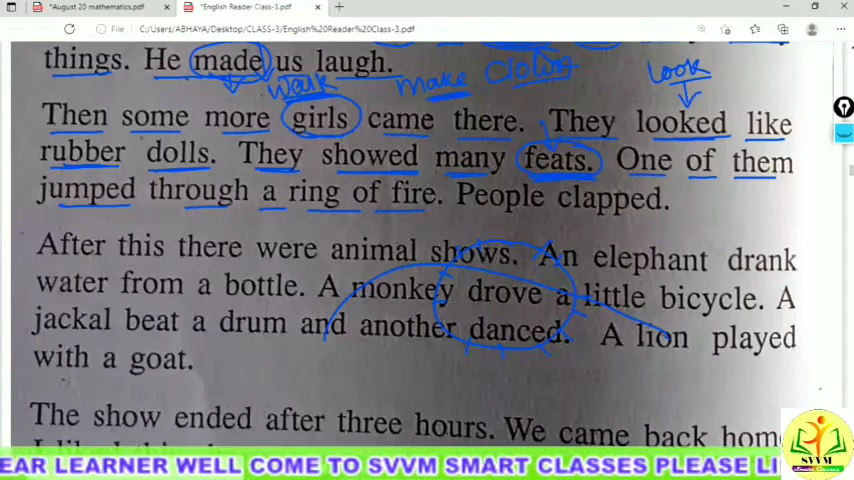 *August 20 mathematics.pdf
*English Reader Class-3.pdf
File
C:/Users/ABHAYA/Desktop/CLASS-3/English%20Reader%20Class-3.pdf
things. He made us laugh.
Walk make Clown Look
Then some more girls came there. They looked like
rubber dolls. They showed many feats. One of them
jumped through a ring of fire. People clapped.
After this there were animal shows. An elephant drank
water from a bottle. A monkey drove a little bicycle. A
jackal beat a drum and another danced. A lion played
with a goat.
The show ended after three hours. We came back home
EAR LEARNER WELL COME TO SVVM SMART CLASSES PLEASE LI
SVVM
Smart Classes